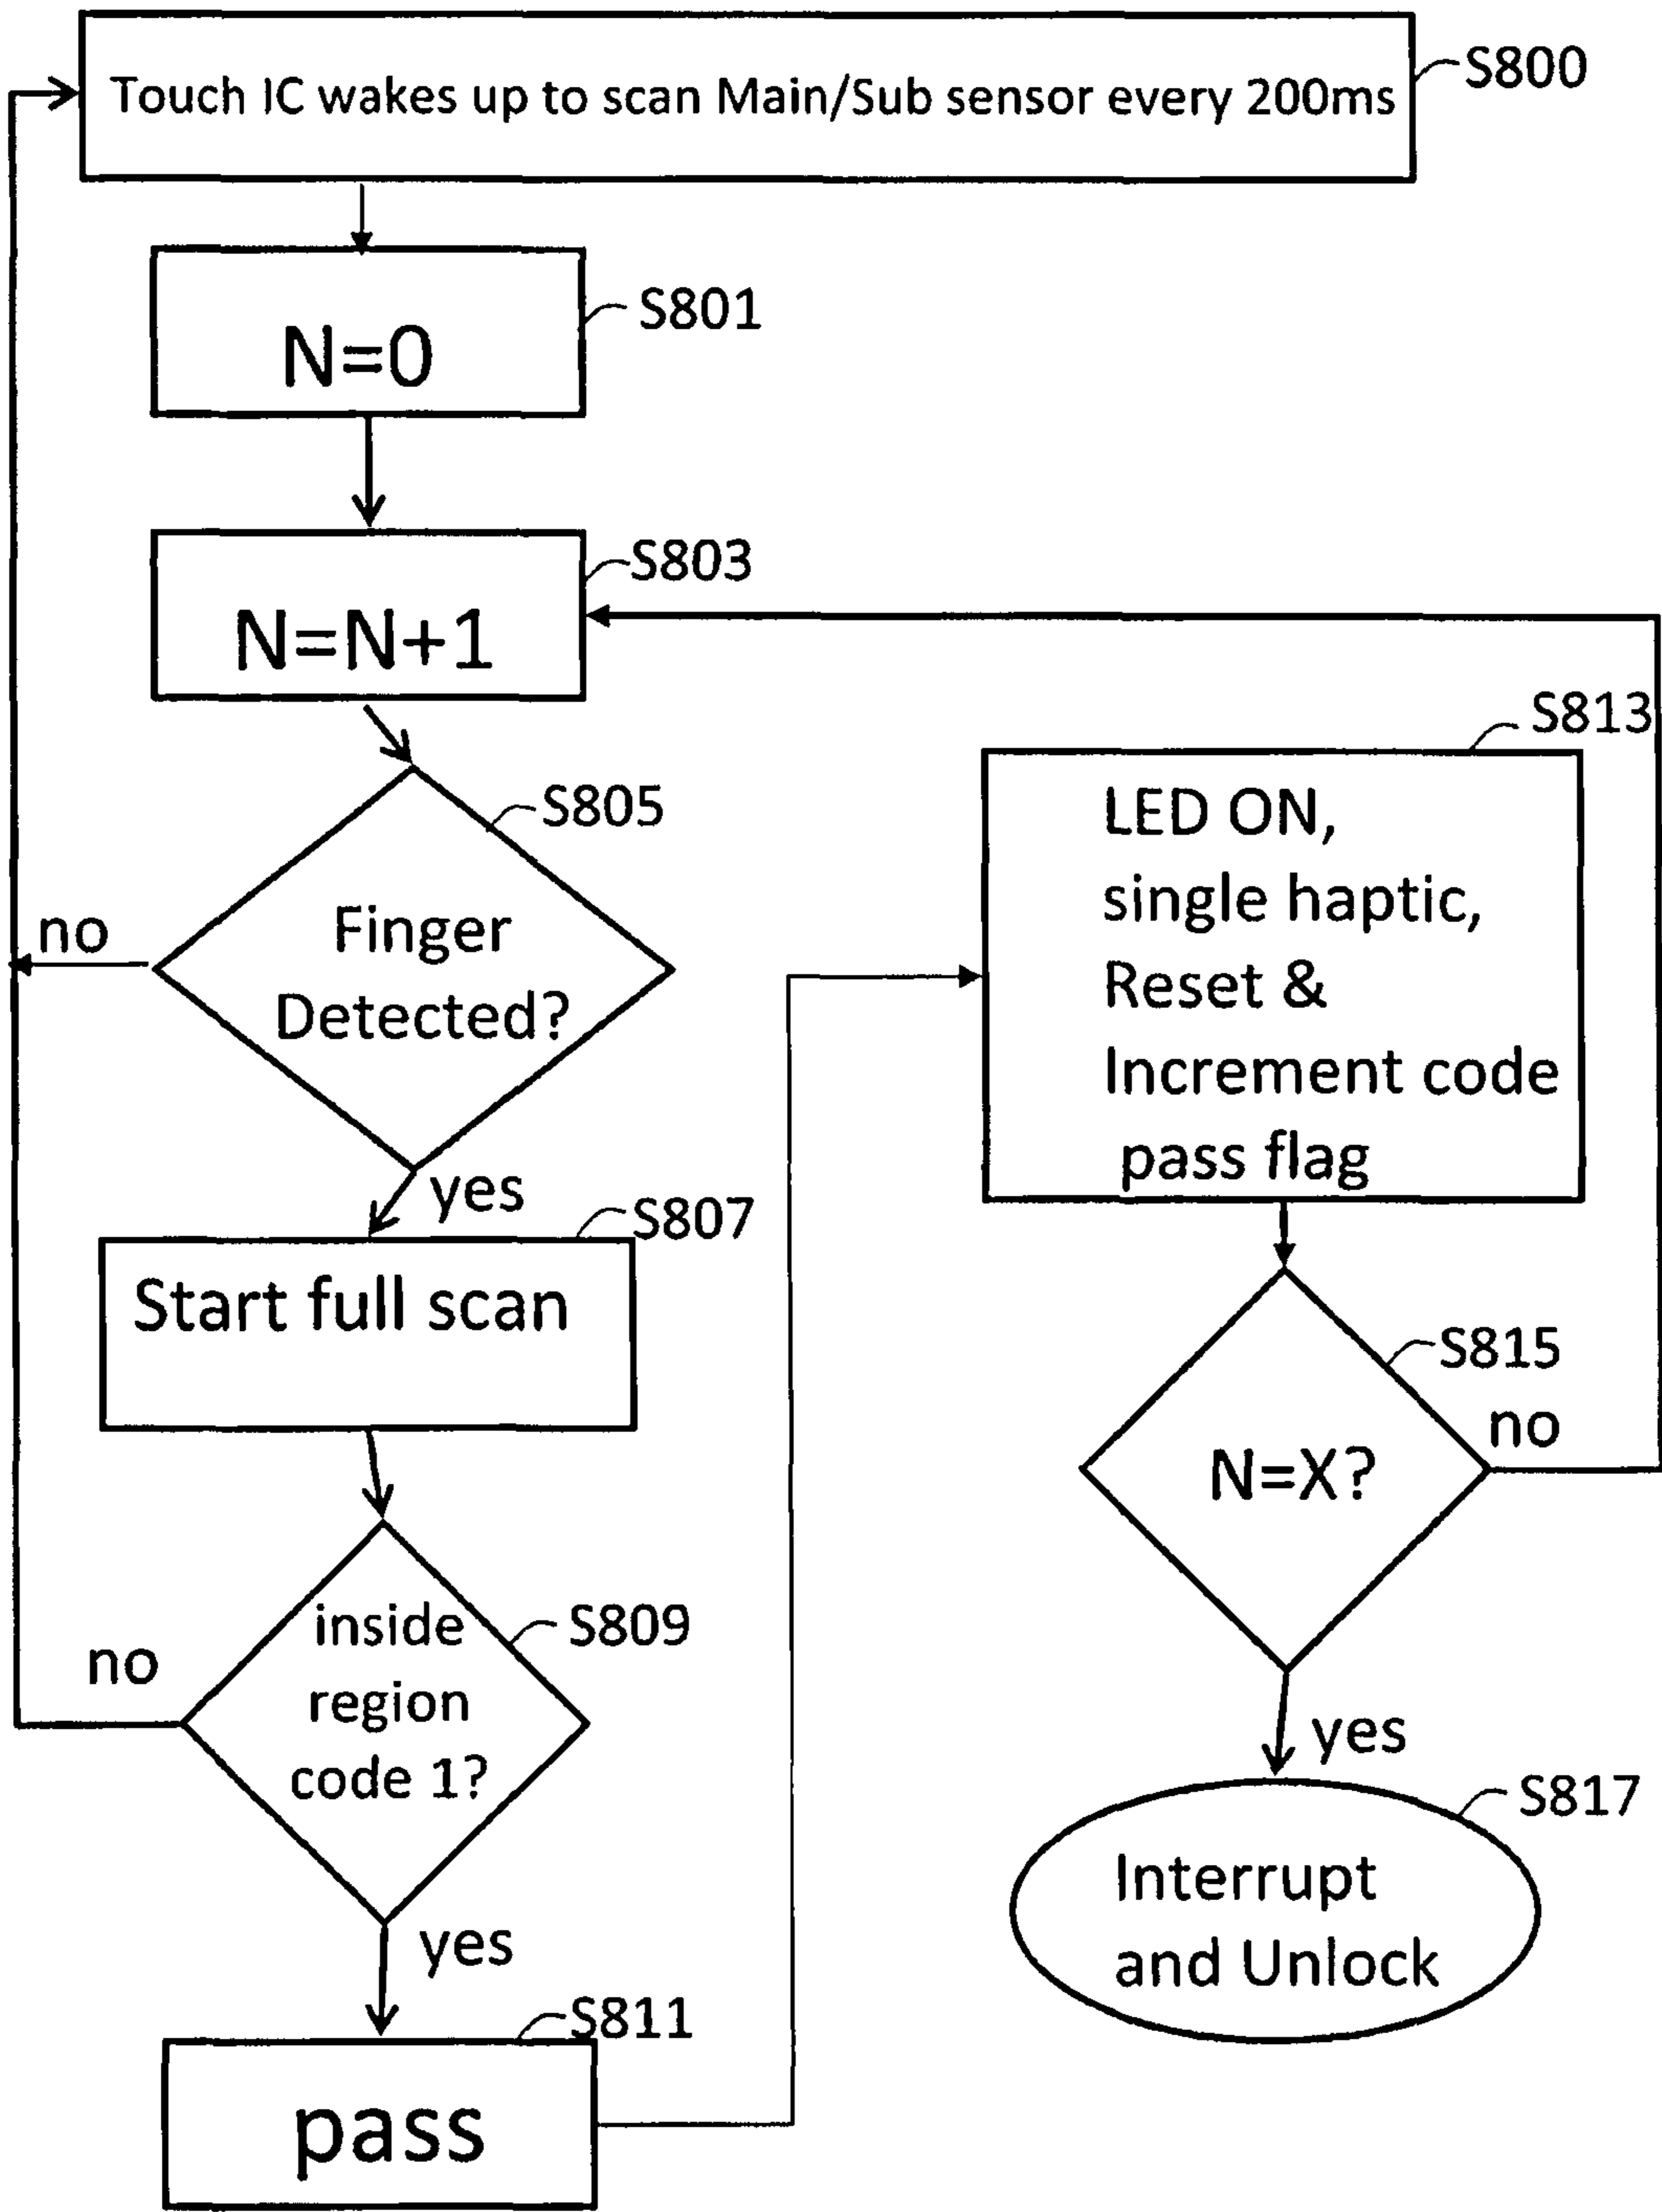 Touch IC wakes up to scan Main/Sub sensor every 200ms
S800
N=0
S801
N=N+1
S803
Finger
Detected?
S805
no
yes
Start full scan
S807
inside
region
code 1?
S809
no
yes
pass
S811
LED ON,
single haptic,
Reset &
Increment code
pass flag
S813
N=X?
S815
no
yes
Interrupt
and Unlock
S817